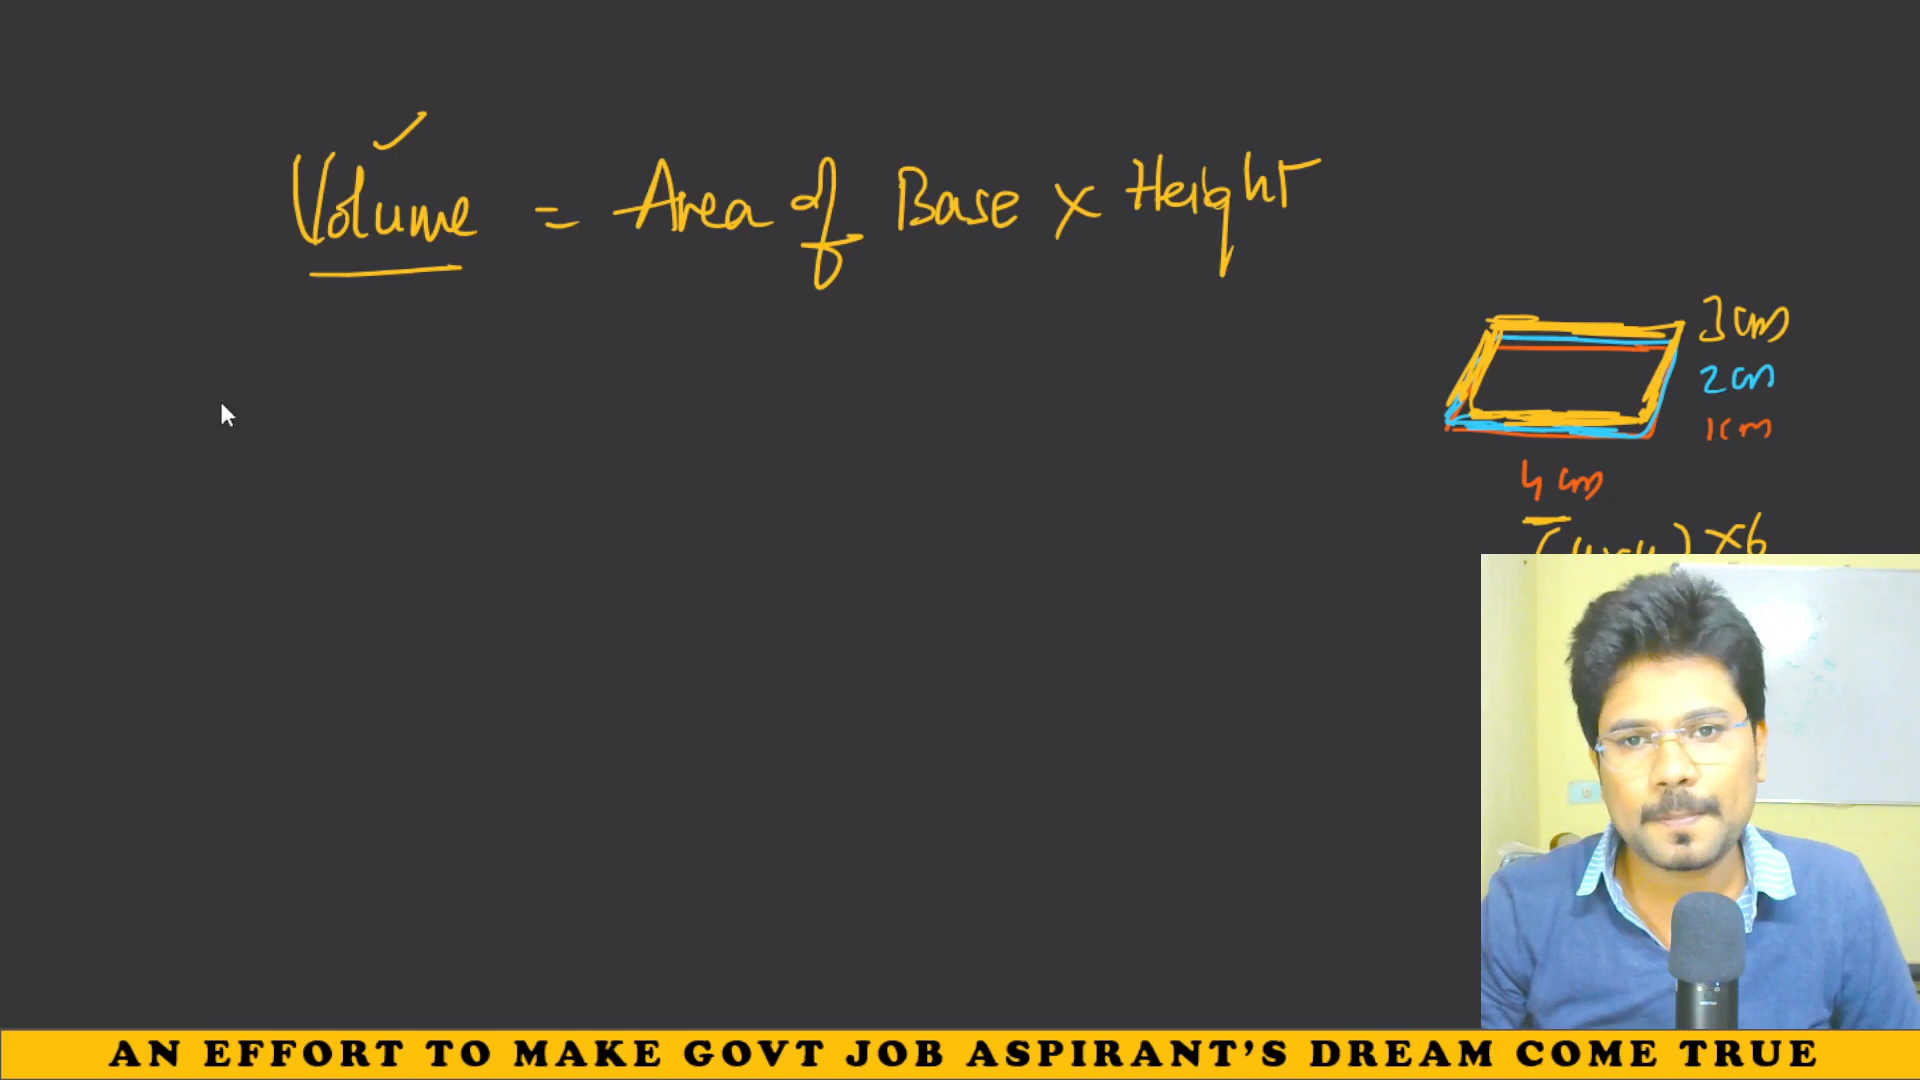 Volume = Area of Base × Height
3 cm
2 cm
1 cm
4 cm
) × 6
AN EFFORT TO MAKE GOVT JOB ASPIRANT'S DREAM COME TRUE